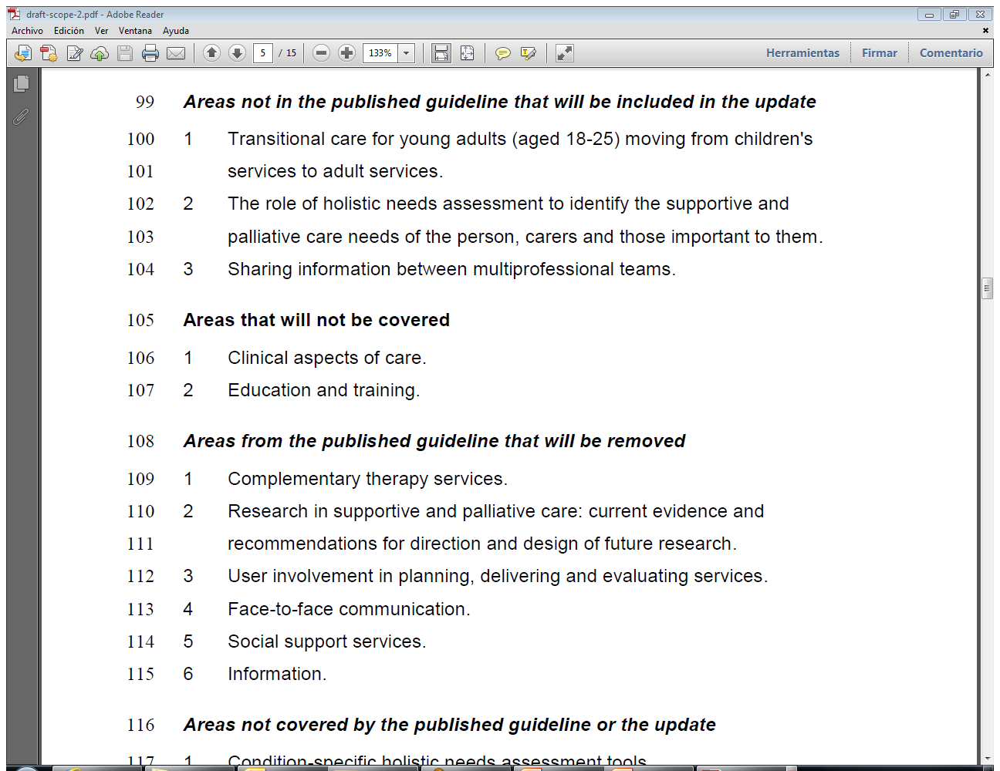 draft-scope-2.pdf - Adobe Reader
Archivo Edición Ver Ventana Ayuda
5 / 15 133% Herramientas Firmar Comentario
99 Areas not in the published guideline that will be included in the update
100 1 Transitional care for young adults (aged 18-25) moving from children's
101 services to adult services.
102 2 The role of holistic needs assessment to identify the supportive and
103 palliative care needs of the person, carers and those important to them.
104 3 Sharing information between multiprofessional teams.
105 Areas that will not be covered
106 1 Clinical aspects of care.
107 2 Education and training.
108 Areas from the published guideline that will be removed
109 1 Complementary therapy services.
110 2 Research in supportive and palliative care: current evidence and
111 recommendations for direction and design of future research.
112 3 User involvement in planning, delivering and evaluating services.
113 4 Face-to-face communication.
114 5 Social support services.
115 6 Information.
116 Areas not covered by the published guideline or the update
117 1 Condition-specific holistic needs assessment tools